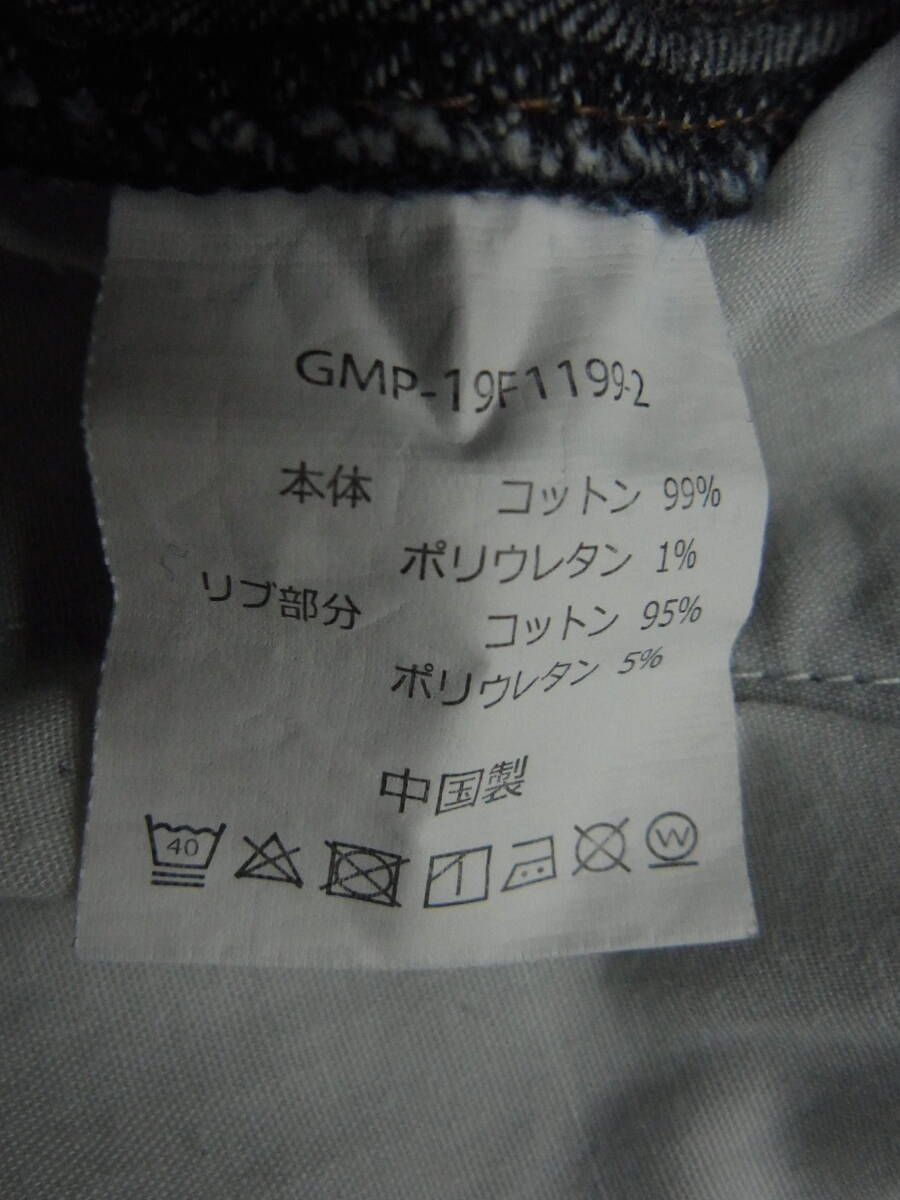 GMP-19F1199-2
本体 コットン 99%
ポリウレタン 1%
リブ部分 コットン 95%
ポリウレタン 5%
中国製
40 W